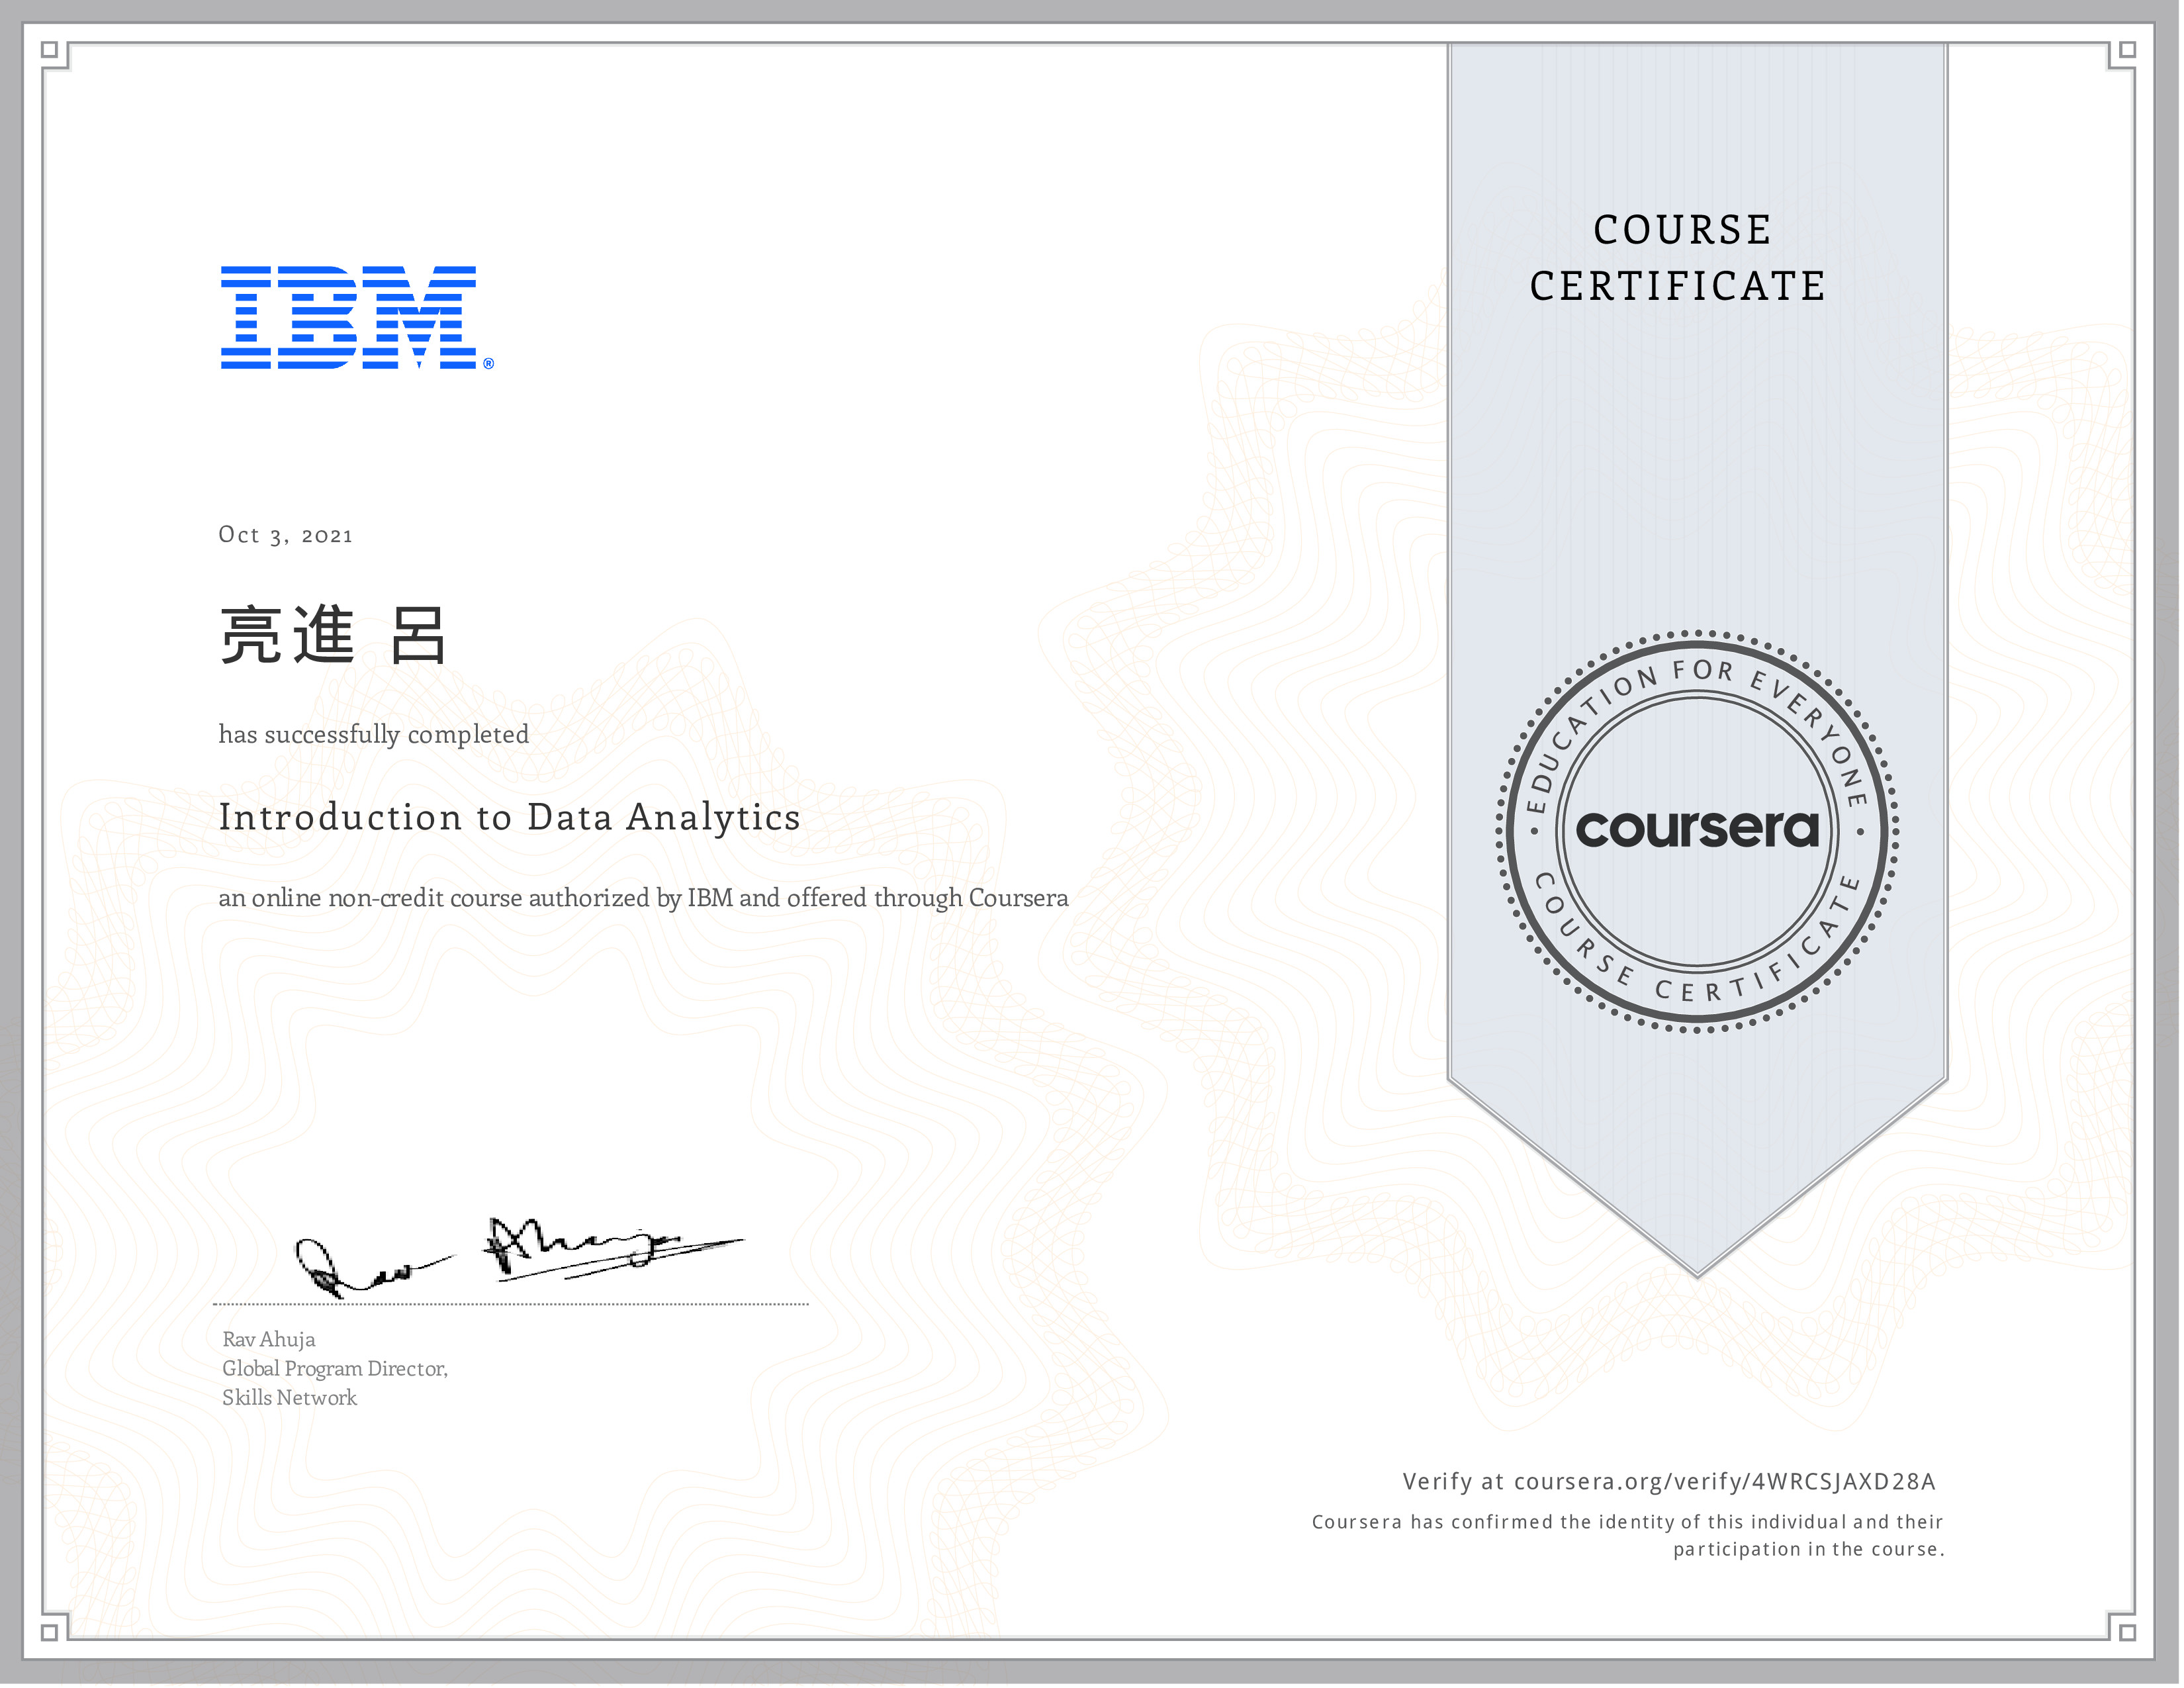 IBM®
COURSE
CERTIFICATE
Oct 3, 2021
亮進 呂
has successfully completed
Introduction to Data Analytics
an online non-credit course authorized by IBM and offered through Coursera
EDUCATION FOR EVERYONE
coursera
COURSE CERTIFICATE
Rav Ahuja
Global Program Director,
Skills Network
Verify at coursera.org/verify/4WRCSJAXD28A
Coursera has confirmed the identity of this individual and their
participation in the course.